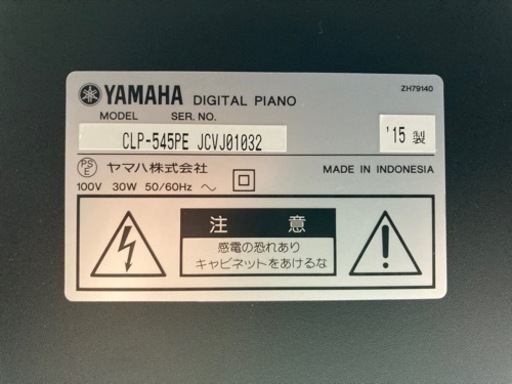 ZH79140
YAMAHA DIGITAL PIANO
MODEL SER. NO.
CLP-545PE JCVJ01032
'15 製
PS E ヤマハ株式会社
MADE IN INDONESIA
100V 30W 50/60Hz ～
注意
感電の恐れあり
キャビネットをあけるな